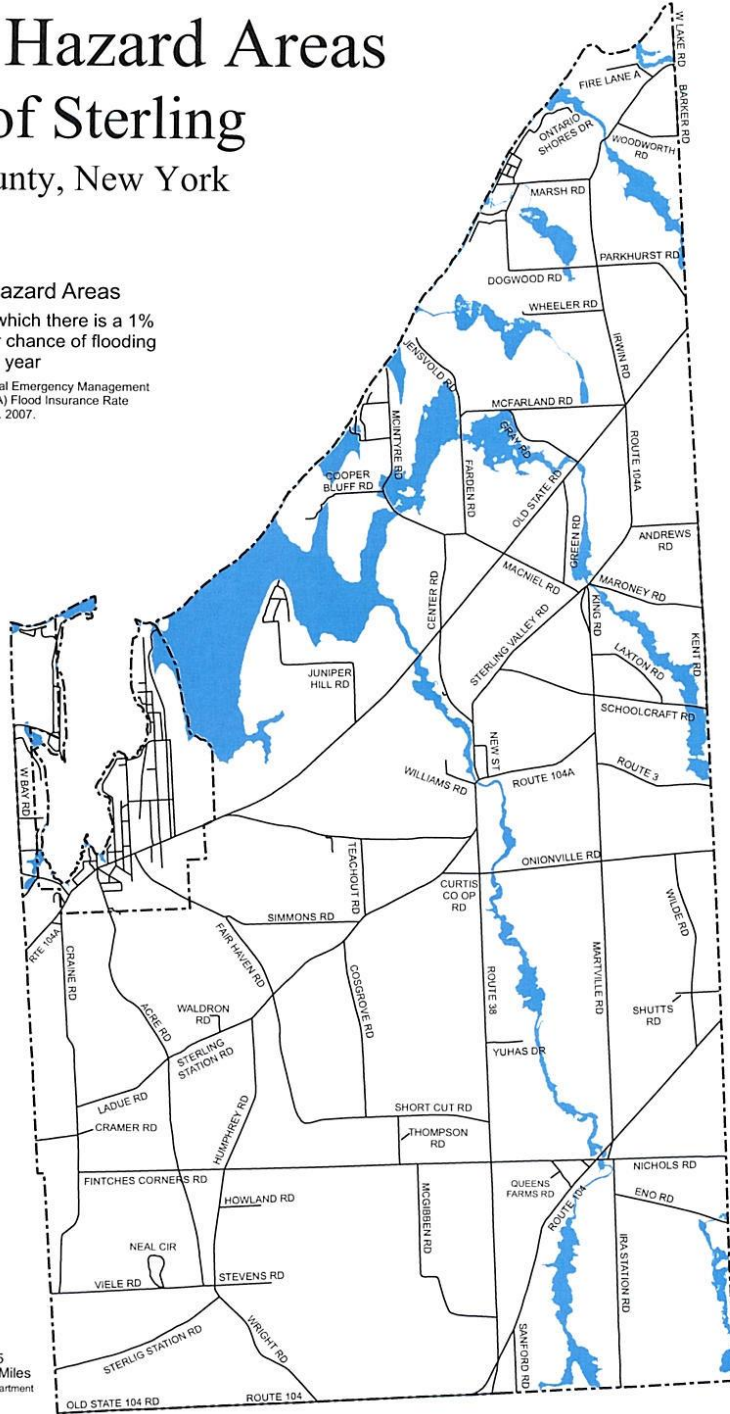 Hazard Areas
of Sterling
unty, New York
azard Areas
which there is a 1%
r chance of flooding
year
al Emergency Management
A) Flood Insurance Rate
. 2007.
W LAKE RD
FIRE LANE A
BARKER RD
ONTARIO
SHORES DR
WOODWORTH
RD
MARSH RD
PARKHURST RD
DOGWOOD RD
WHEELER RD
IRWIN RD
JENSVOLD RD
MCFARLAND RD
MCINTYRE RD
GRAY RD
ROUTE 104A
COOPER
BLUFF RD
FARDEN RD
OLD STATE RD
GREEN RD
ANDREWS
RD
MACNIEL RD
MARONEY RD
CENTER RD
KING RD
STERLING VALLEY RD
KENT RD
LAXTON RD
JUNIPER
HILL RD
SCHOOLCRAFT RD
NEW ST
W BAY RD
WILLIAMS RD
ROUTE 104A
ROUTE 3
TEACHOUT RD
ONIONVILLE RD
CURTIS
CO OP
RD
WILDE RD
SIMMONS RD
RTE 104A
FAIR HAVEN RD
CRAINE RD
COSGROVE RD
ROUTE 38
MARTVILLE RD
ACRE RD
WALDRON
RD
SHUTTS
RD
STERLING
STATION RD
YUHAS DR
LADUE RD
HUMPHREY RD
SHORT CUT RD
CRAMER RD
THOMPSON
RD
FINTCHES CORNERS RD
QUEENS
FARMS RD
NICHOLS RD
ROUTE 104
ENO RD
HOWLAND RD
MCGIBBEN RD
IRA STATION RD
NEAL CIR
VIELE RD
STEVENS RD
STERLIG STATION RD
WRIGHT RD
SANFORD RD
5
Miles
artment
OLD STATE 104 RD
ROUTE 104